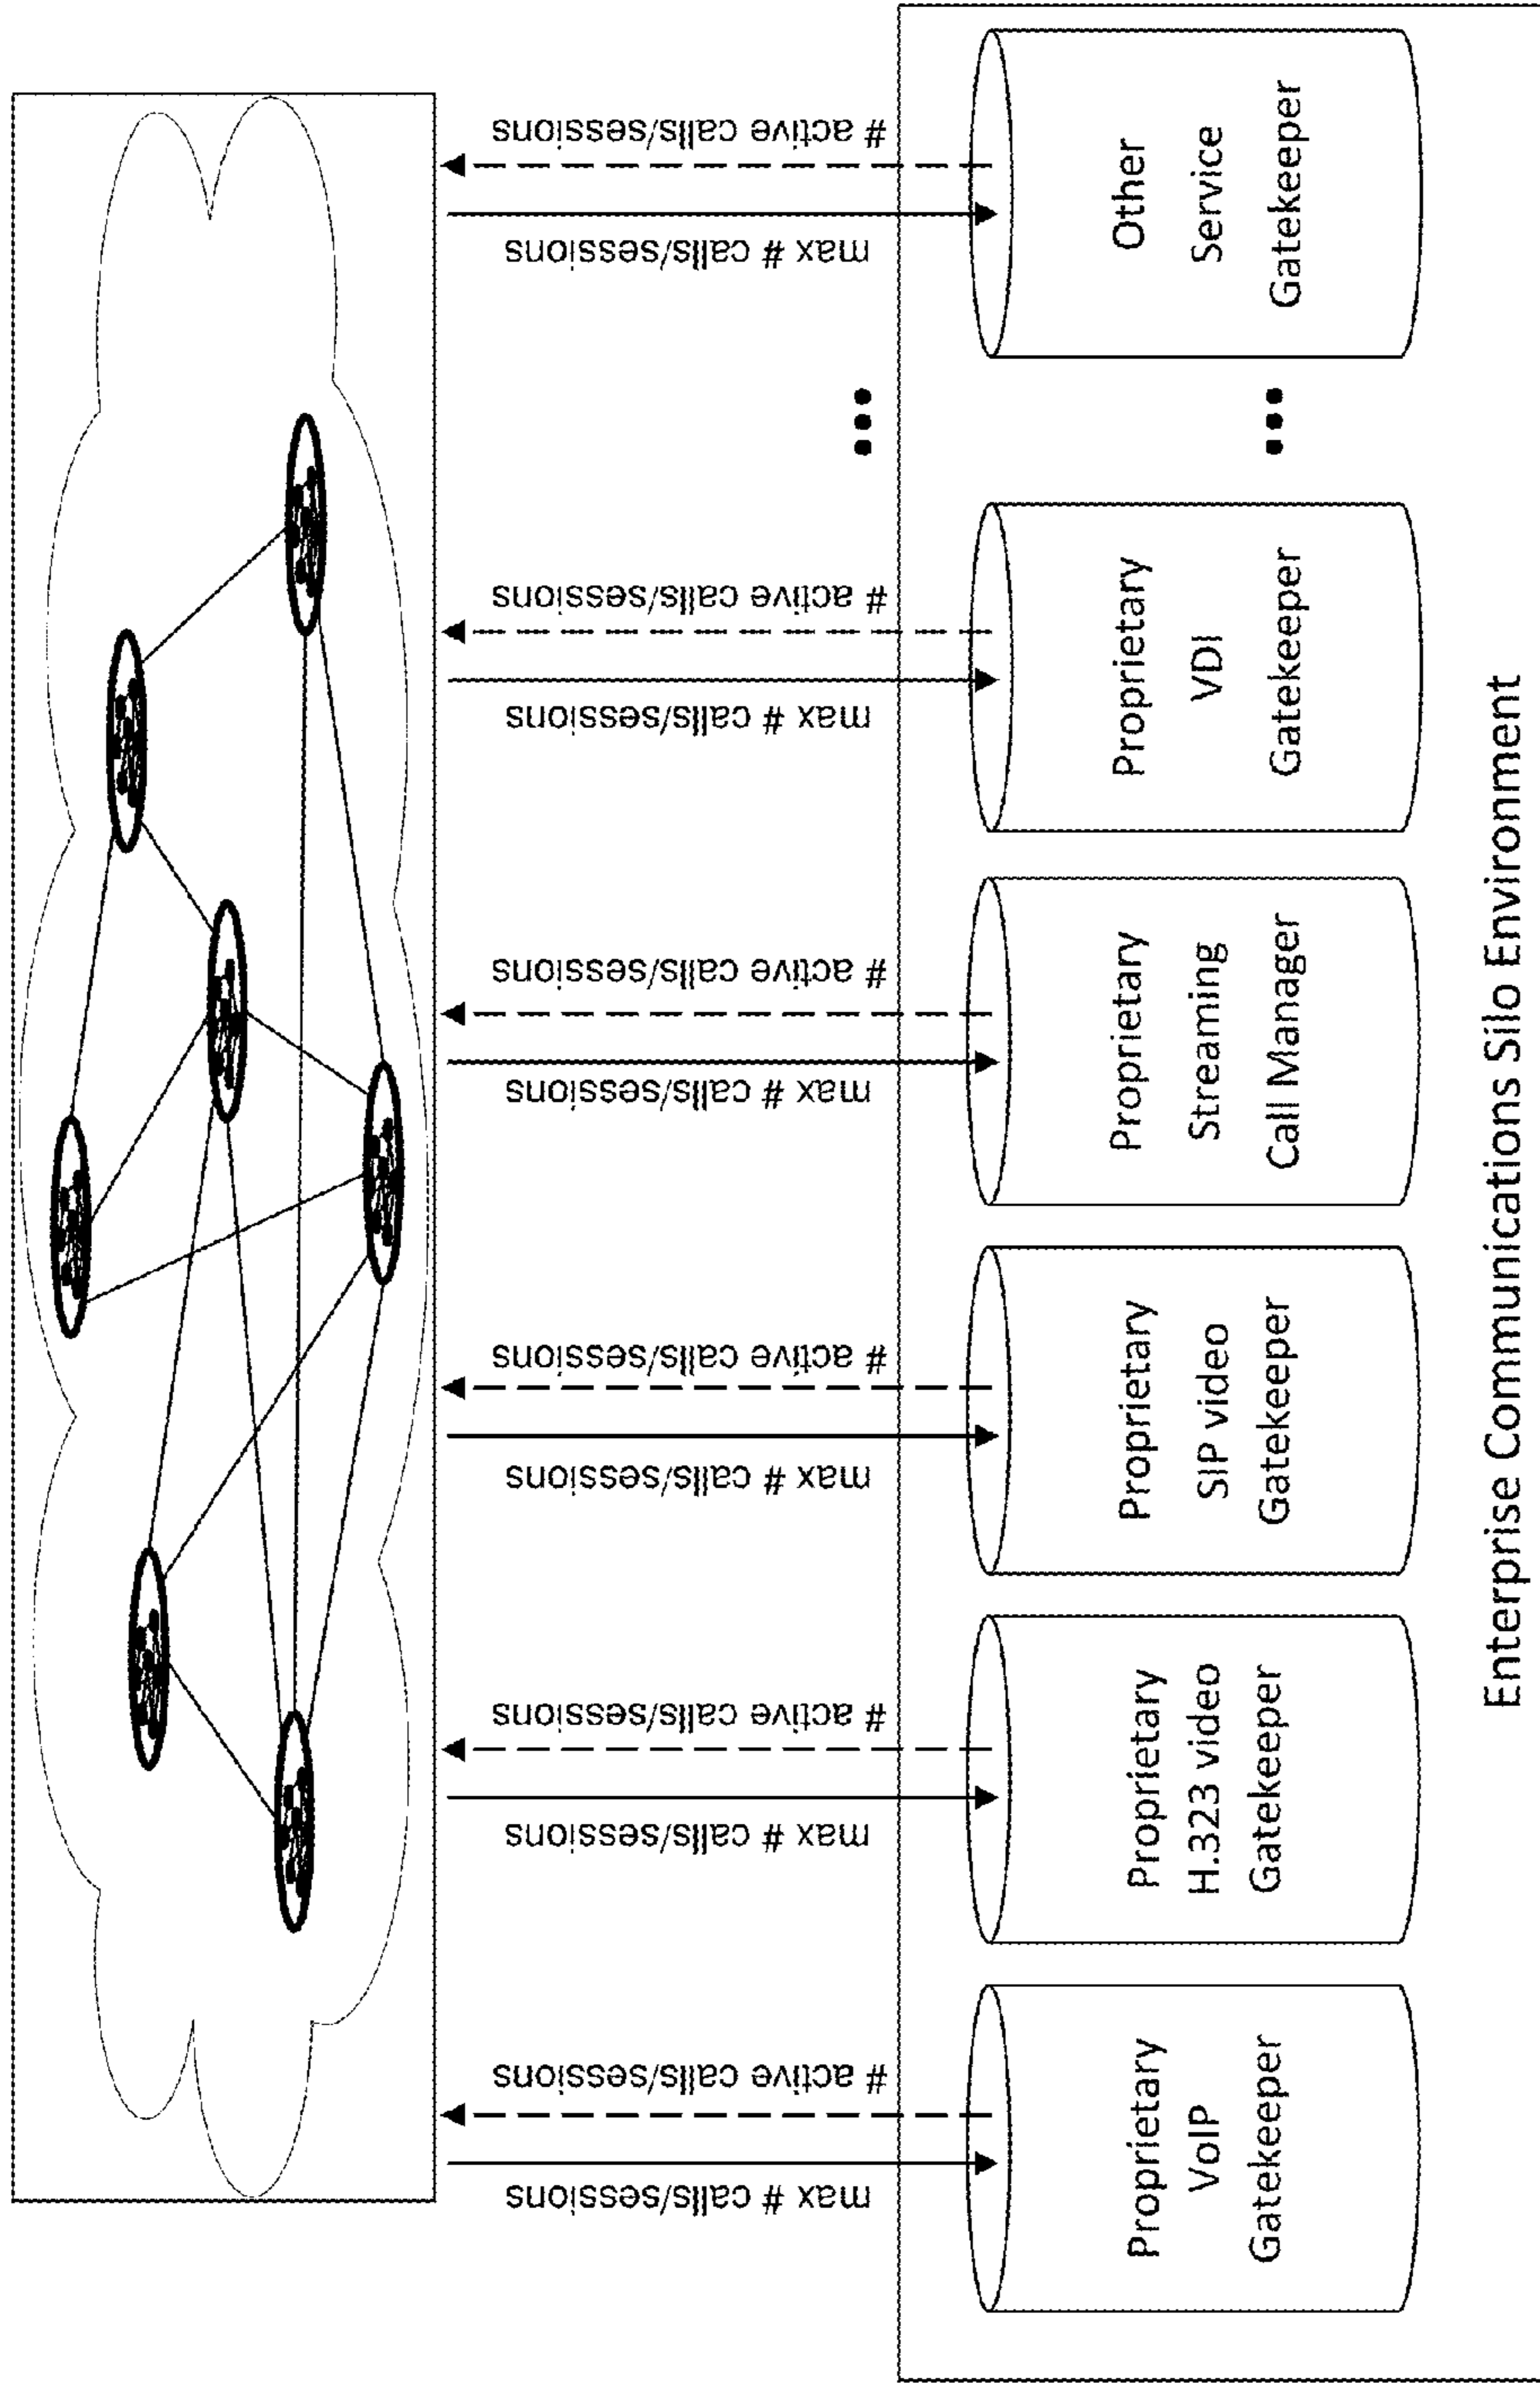 max # calls/sessions
# active calls/sessions
max # calls/sessions
# active calls/sessions
max # calls/sessions
# active calls/sessions
max # calls/sessions
# active calls/sessions
max # calls/sessions
# active calls/sessions
max # calls/sessions
# active calls/sessions
Proprietary
VoIP
Gatekeeper
Proprietary
H.323 video
Gatekeeper
Proprietary
SIP video
Gatekeeper
Proprietary
Streaming
Call Manager
Proprietary
VDI
Gatekeeper
Other
Service
Gatekeeper
Enterprise Communications Silo Environment